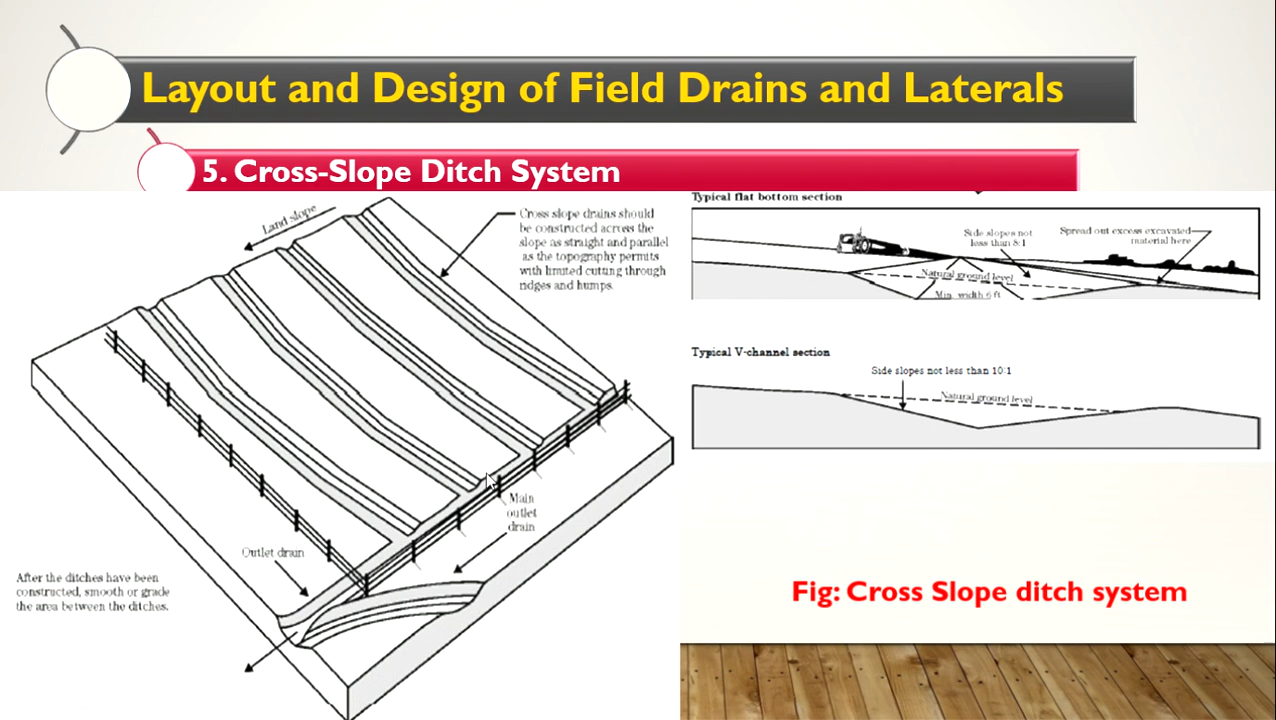 Layout and Design of Field Drains and Laterals
5. Cross-Slope Ditch System
Land slope
Cross slope drains should
be constructed across the
slope as straight and parallel
as the topography permits
with limited cutting through
ridges and humps.
Main
outlet
drain
Outlet drain
After the ditches have been
constructed, smooth or grade
the area between the ditches.
Typical flat bottom section
Side slopes not
less than 8:1
Spread out excess excavated
material here
Natural ground level
Min. width 6 ft
Typical V-channel section
Side slopes not less than 10:1
Natural ground level
Fig: Cross Slope ditch system